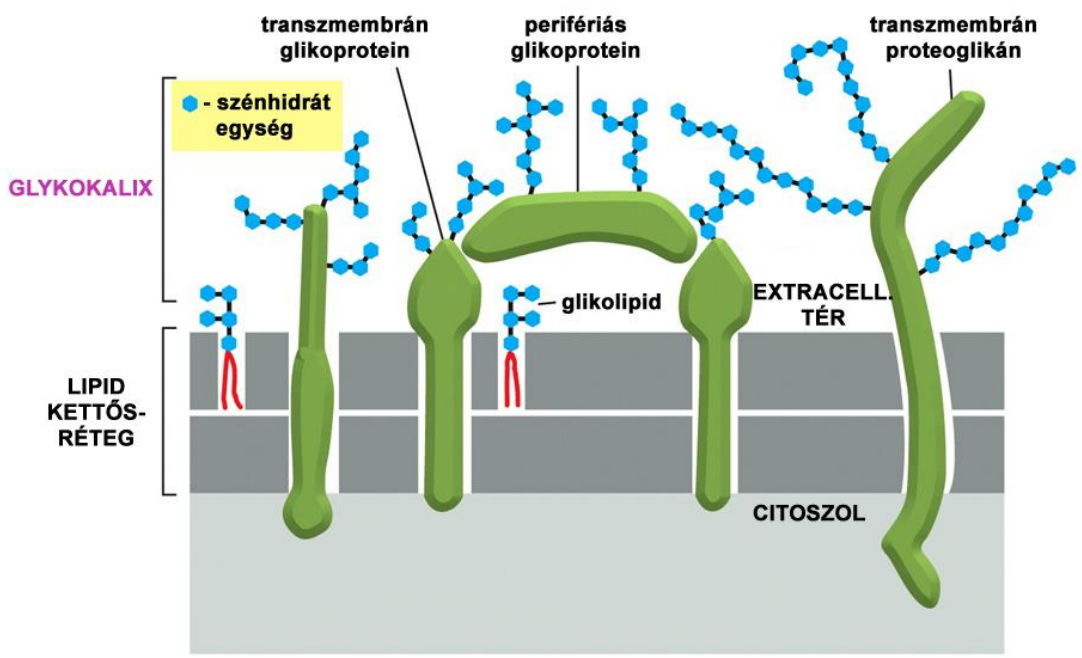 transzmembrán
glikoprotein
perifériás
glikoprotein
transzmembrán
proteoglikán
- szénhidrát
egység
GLYKOKALIX
glikolipid
EXTRACELL.
TÉR
LIPID
KETTŐS-
RÉTEG
CITOSZOL